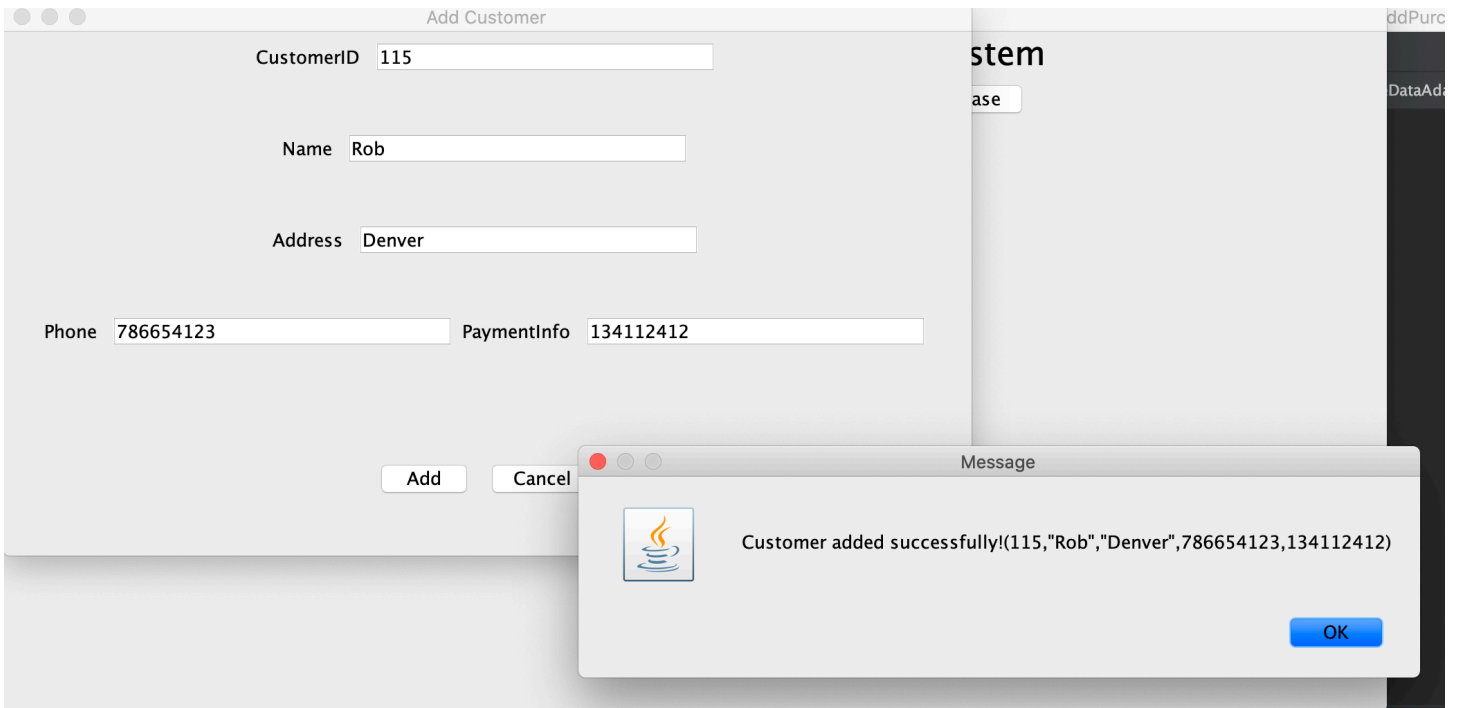 Add Customer
ddPurc
CustomerID 115
stem
DataAda
ase
Name Rob
Address Denver
Phone 786654123 PaymentInfo 134112412
Add Cancel
Message
Customer added successfully!(115,"Rob","Denver",786654123,134112412)
OK